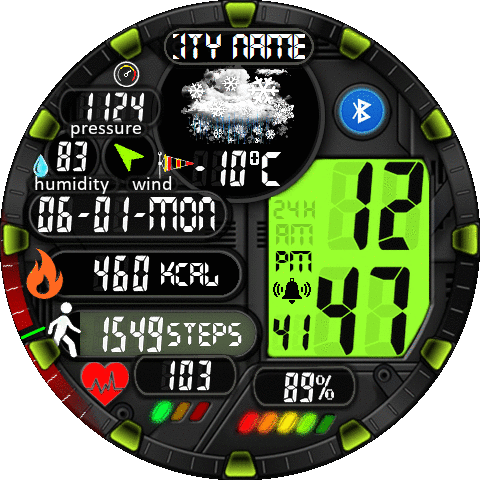 ITY NAME
1124
pressure
83
humidity
wind
-10°C
06-01-MON
24H
AM
PM
12
47
41
460 KCAL
1549 STEPS
103
89%